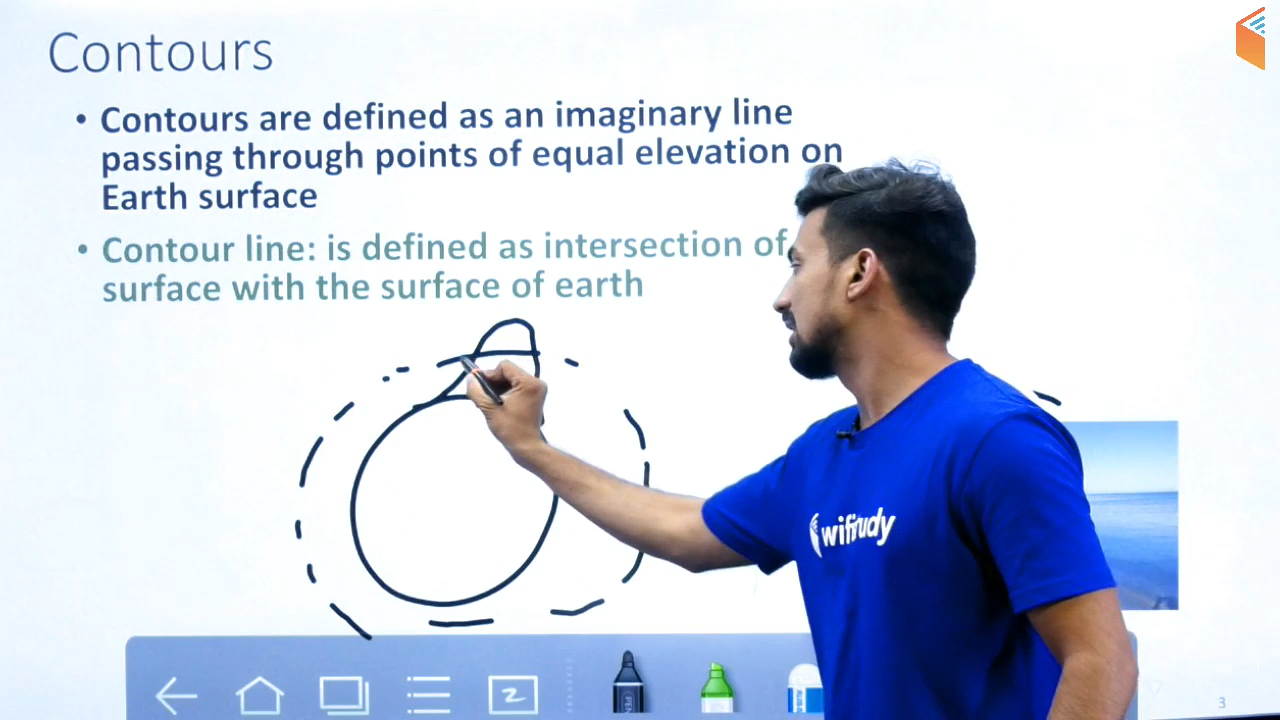 Contours
• Contours are defined as an imaginary line
passing through points of equal elevation on
Earth surface
• Contour line: is defined as intersection of
surface with the surface of earth
wifistudy
3